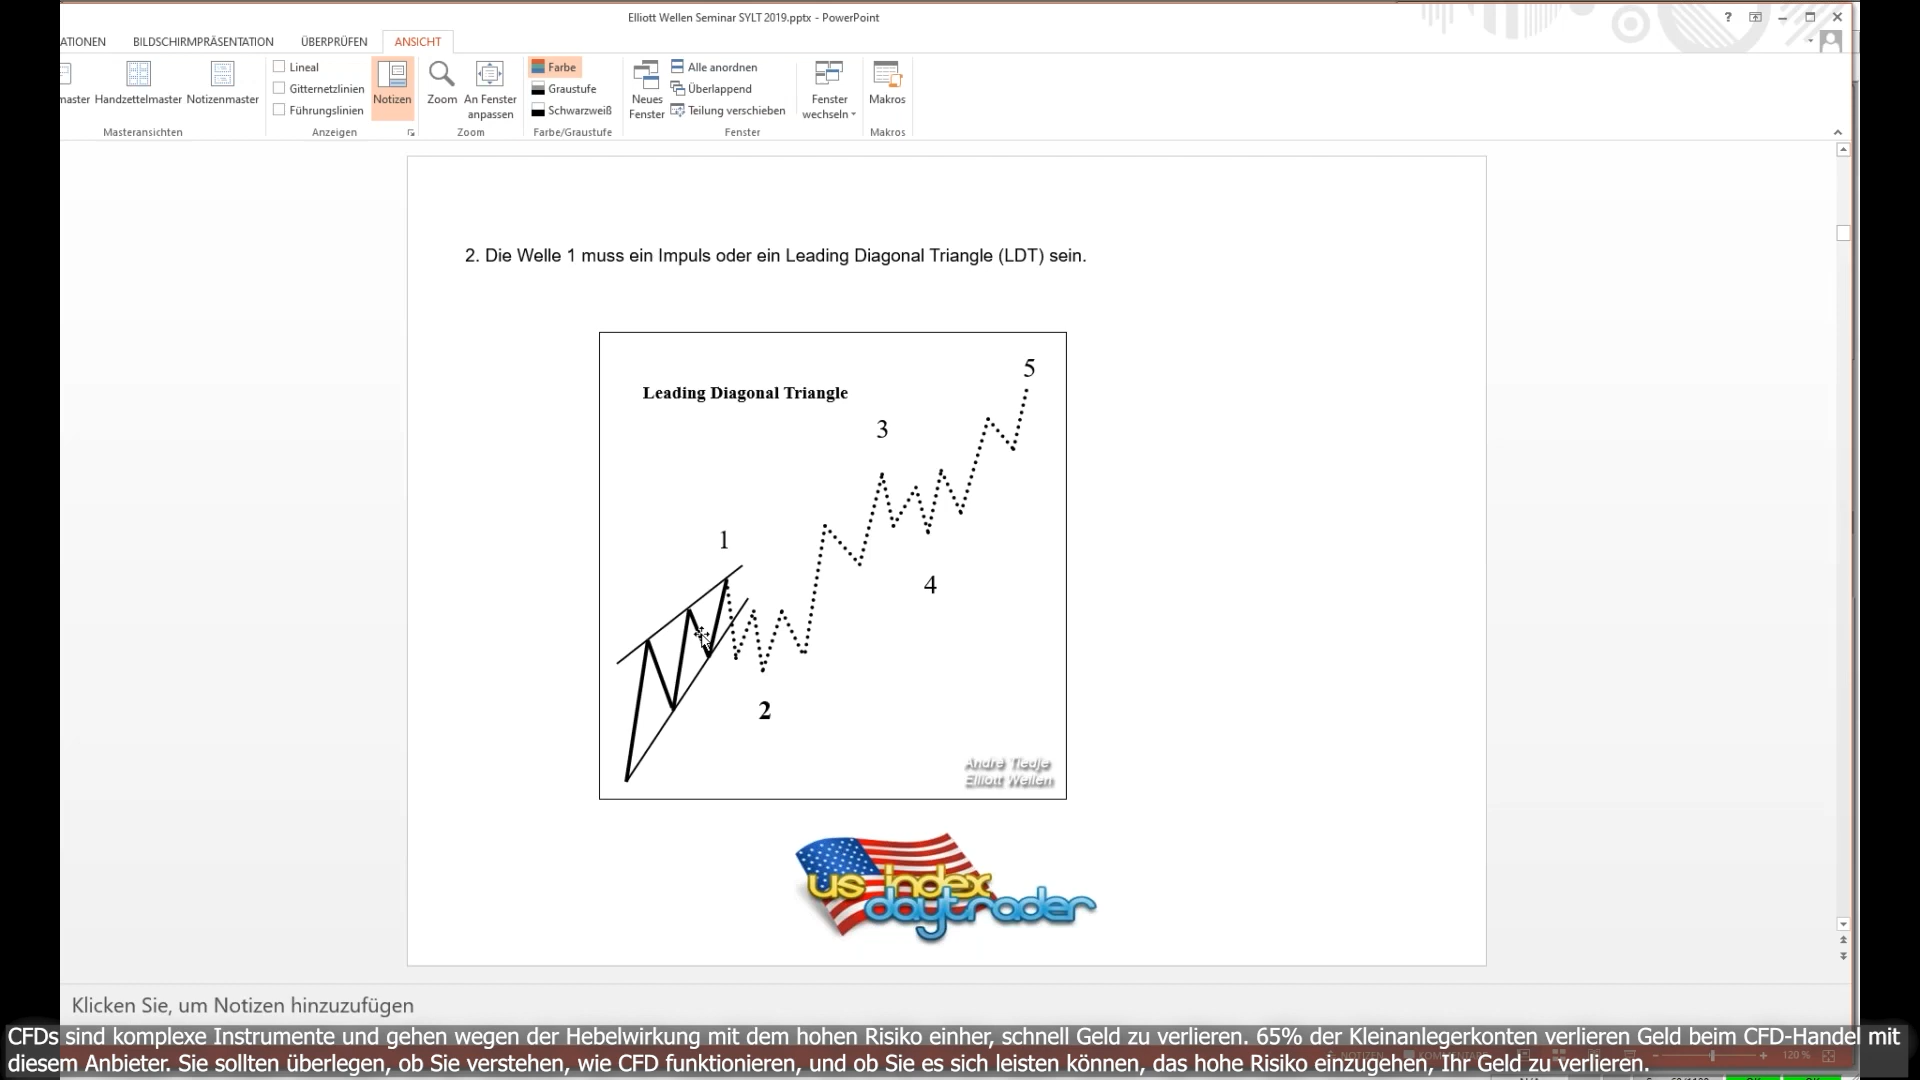 Elliott Wellen Seminar SYLT 2019.pptx - PowerPoint
ATIONEN BILDSCHIRMPRÄSENTATION ÜBERPRÜFEN ANSICHT
master Handzettelmaster Notizenmaster
Masteransichten
Lineal
Gitternetzlinien
Führungslinien
Anzeigen
Notizen
Zoom
An Fenster
anpassen
Zoom
Farbe
Graustufe
Schwarzweiß
Farbe/Graustufe
Neues
Fenster
Alle anordnen
Überlappend
Teilung verschieben
Fenster
Fenster
wechseln
Makros
Makros
2. Die Welle 1 muss ein Impuls oder ein Leading Diagonal Triangle (LDT) sein.
5
Leading Diagonal Triangle
3
1
4
2
Andrè Tiedje
Elliott Wellen
us index
daytrader
Klicken Sie, um Notizen hinzuzufügen
CFDs sind komplexe Instrumente und gehen wegen der Hebelwirkung mit dem hohen Risiko einher, schnell Geld zu verlieren. 65% der Kleinanlegerkonten verlieren Geld beim CFD-Handel mit
diesem Anbieter. Sie sollten überlegen, ob Sie verstehen, wie CFD funktionieren, und ob Sie es sich leisten können, das hohe Risiko einzugehen, Ihr Geld zu verlieren.
120 %